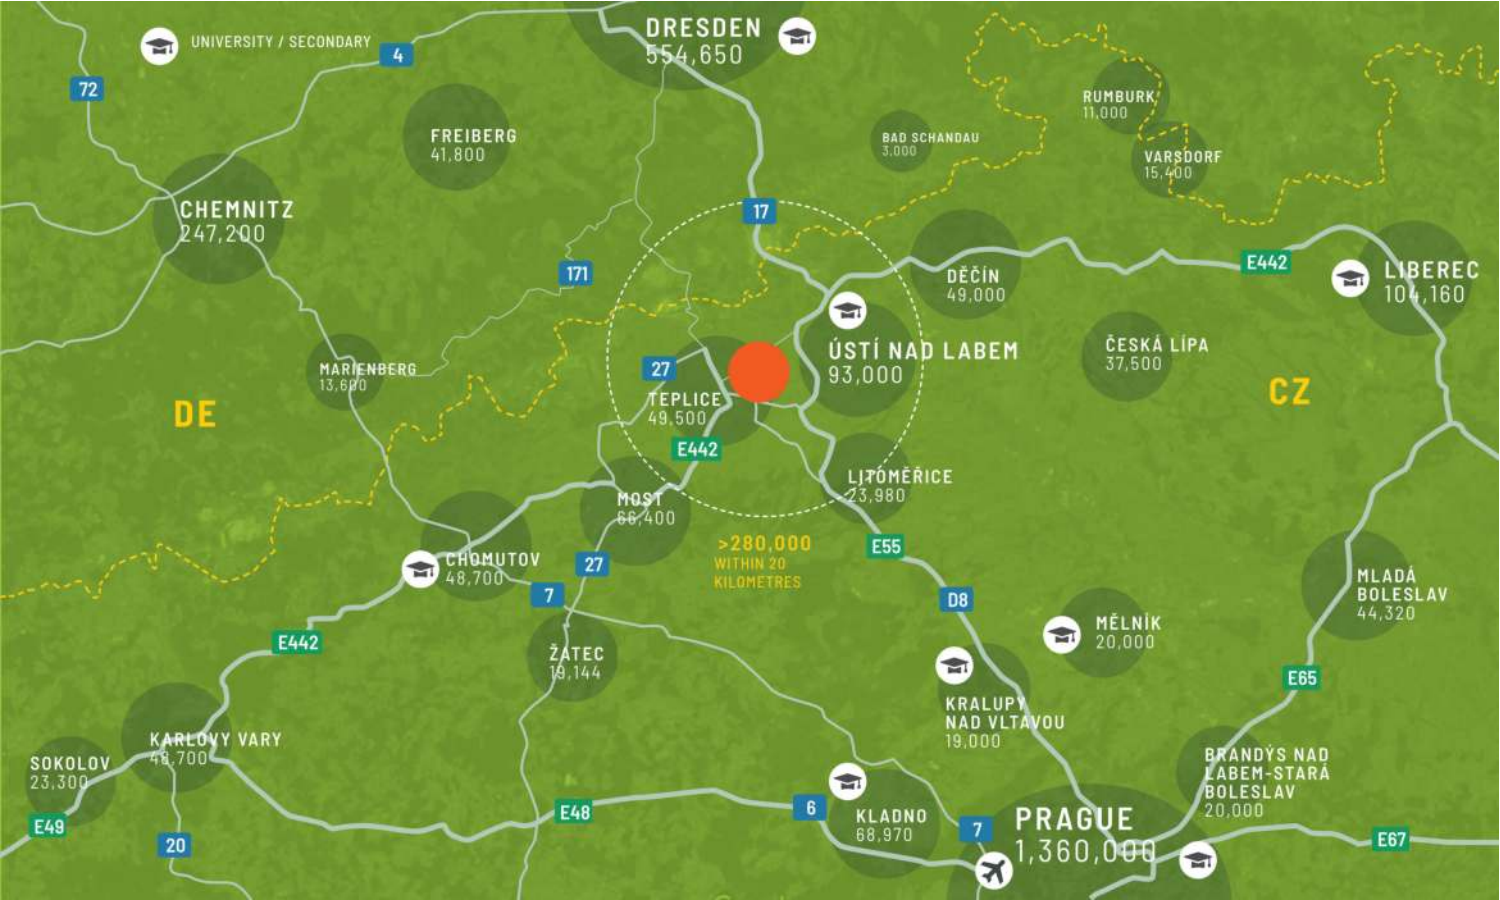 UNIVERSITY / SECONDARY
4
DRESDEN
554,650
72
FREIBERG
41,800
BAD SCHANDAU
3,000
RUMBURK
11,000
VARSDORF
15,400
CHEMNITZ
247,200
17
171
DĚČÍN
49,000
E442
LIBEREC
104,160
MARIENBERG
13,600
27
TEPLICE
49,500
ÚSTÍ NAD LABEM
93,000
ČESKÁ LÍPA
37,500
DE
CZ
E442
LITOMĚŘICE
23,980
MOST
66,400
>280,000
WITHIN 20
KILOMETRES
E55
CHOMUTOV
48,700
27
7
D8
MLADÁ
BOLESLAV
44,320
MĚLNÍK
20,000
E442
ŽATEC
19,144
E65
KRALUPY
NAD VLTAVOU
19,000
KARLOVY VARY
48,700
SOKOLOV
23,300
BRANDÝS NAD
LABEM-STARÁ
BOLESLAV
20,000
E49
E48
6
KLADNO
68,970
7
PRAGUE
1,360,000
E67
20